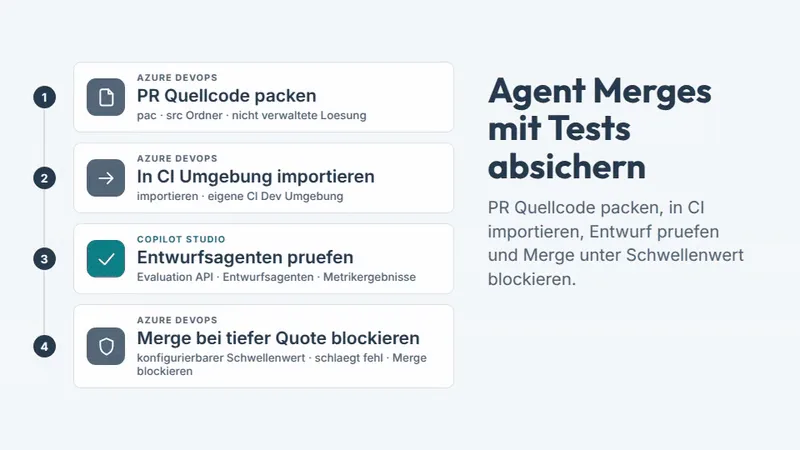 1
AZURE DEVOPS
PR Quellcode packen
pac · src Ordner · nicht verwaltete Loesung
2
AZURE DEVOPS
In CI Umgebung importieren
importieren · eigene CI Dev Umgebung
3
COPILOT STUDIO
Entwurfsagenten pruefen
Evaluation API · Entwurfsagenten · Metrikergebnisse
4
AZURE DEVOPS
Merge bei tiefer Quote blockieren
konfigurierbarer Schwellenwert · schlaegt fehl · Merge
blockieren
Agent Merges
mit Tests
absichern
PR Quellcode packen, in CI
importieren, Entwurf pruefen
und Merge unter Schwellenwert
blockieren.